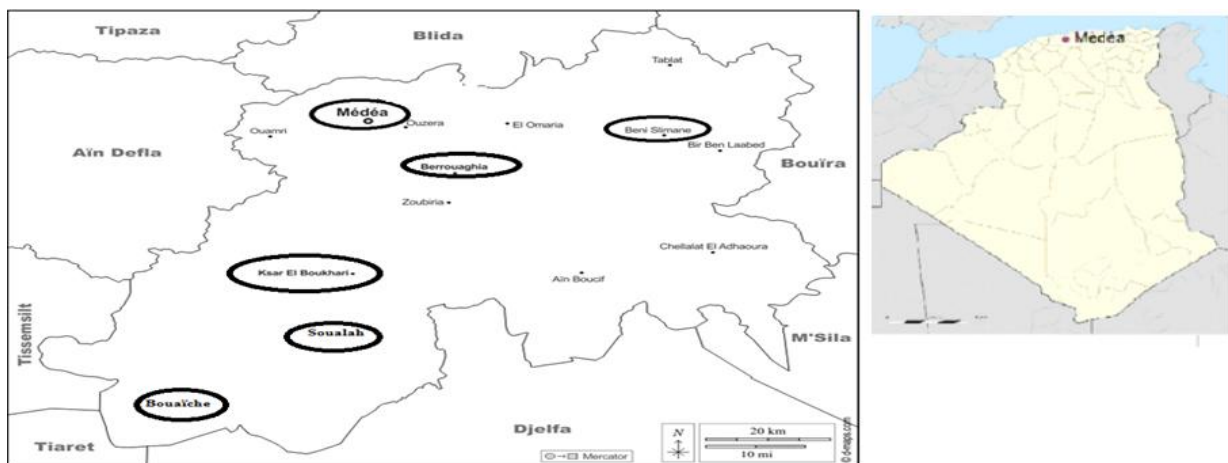 Tipaza
Blida
Médéa
Tablat
Médéa
Ouzera
El Omaria
Beni Slimane
Ouamri
Bir Ben Laabed
Aïn Defla
Berrouaghia
Bouïra
Zoubiria
Chellalat El Adhaoura
Ksar El Boukhari
Aïn Boucif
Soualah
M'Sila
Tissemsilt
Bouaïche
Djelfa
Tiaret
N
20 km
10 mi
Mercator
© d-maps.com